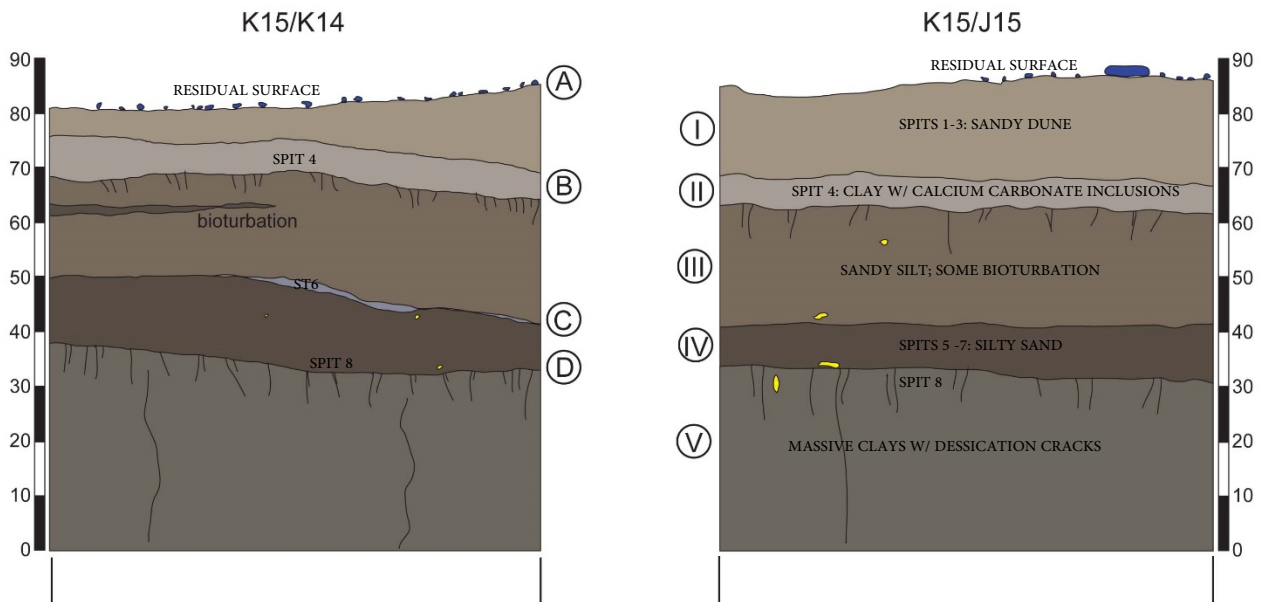 K15/K14
90
80
70
60
50
40
30
20
10
0
RESIDUAL SURFACE
A
SPIT 4
B
bioturbation
ST6
C
SPIT 8
D
K15/J15
RESIDUAL SURFACE
I
SPITS 1-3: SANDY DUNE
II
SPIT 4: CLAY W/ CALCIUM CARBONATE INCLUSIONS
III
SANDY SILT; SOME BIOTURBATION
IV
SPITS 5 -7: SILTY SAND
SPIT 8
V
MASSIVE CLAYS W/ DESSICATION CRACKS
90
80
70
60
50
40
30
20
10
0